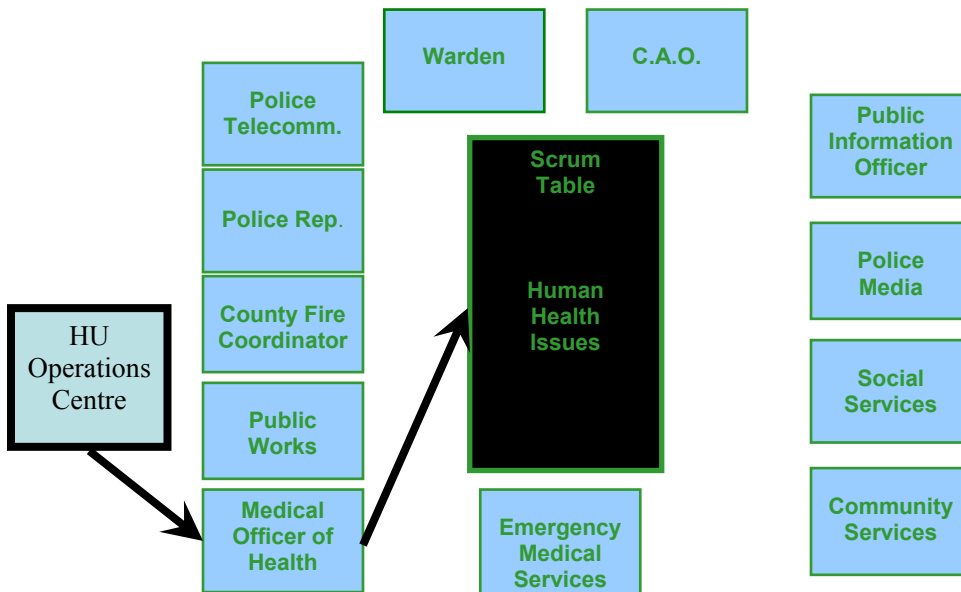 Warden
C.A.O.
Police
Telecomm.
Public
Information
Officer
Scrum
Table
Police Rep.
Police
Media
Human
Health
Issues
County Fire
Coordinator
HU
Operations
Centre
Social
Services
Public
Works
Medical
Officer of
Health
Emergency
Medical
Services
Community
Services